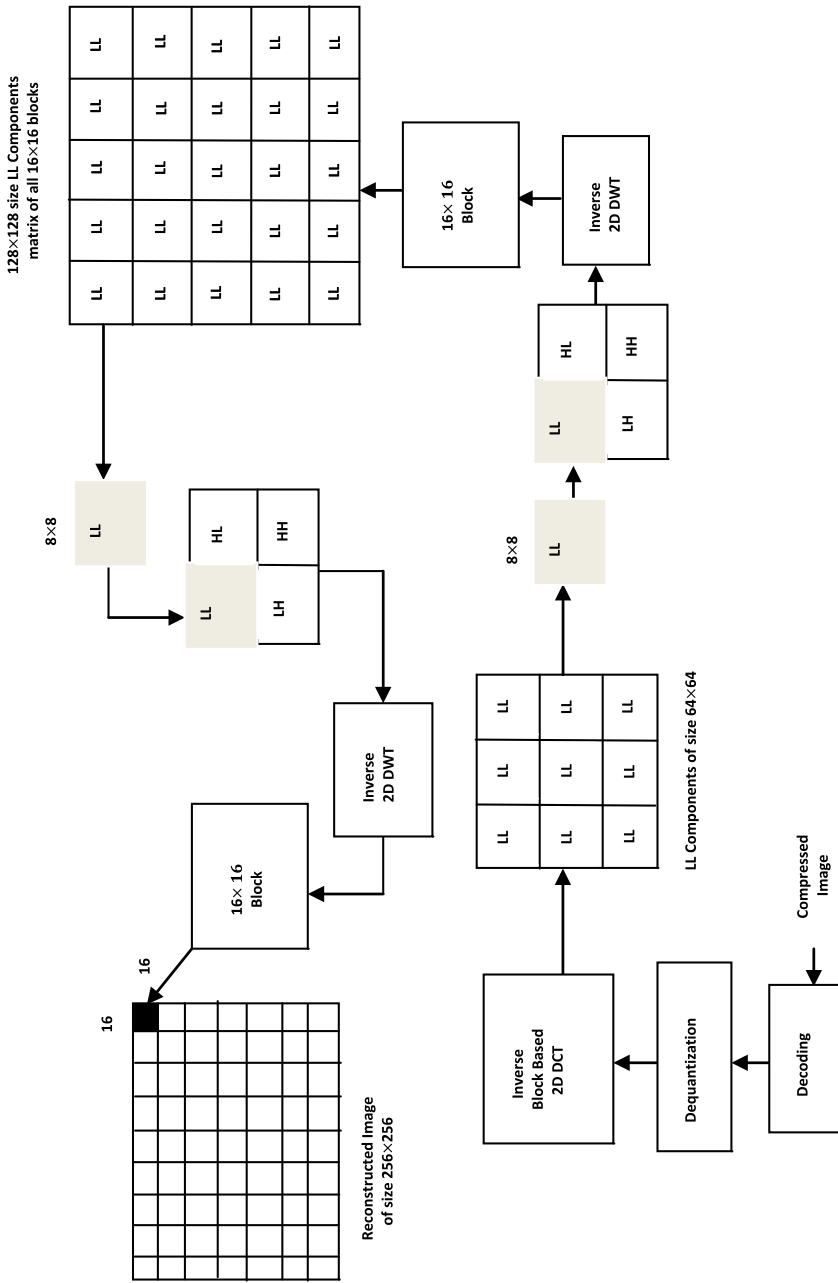 128×128 size LL Components
matrix of all 16×16 blocks
LL LL LL LL LL
LL LL LL LL LL
LL LL LL LL LL
LL LL LL LL LL
LL LL LL LL LL
8×8
LL
LL HL
LH HH
Inverse
2D DWT
16× 16
Block
16
16
Reconstructed Image
of size 256×256
16× 16
Block
Inverse
2D DWT
LL HL
LH HH
8×8
LL
LL LL LL
LL LL LL
LL LL LL
LL Components of size 64×64
Inverse
Block Based
2D DCT
Dequantization
Decoding
Compressed
Image